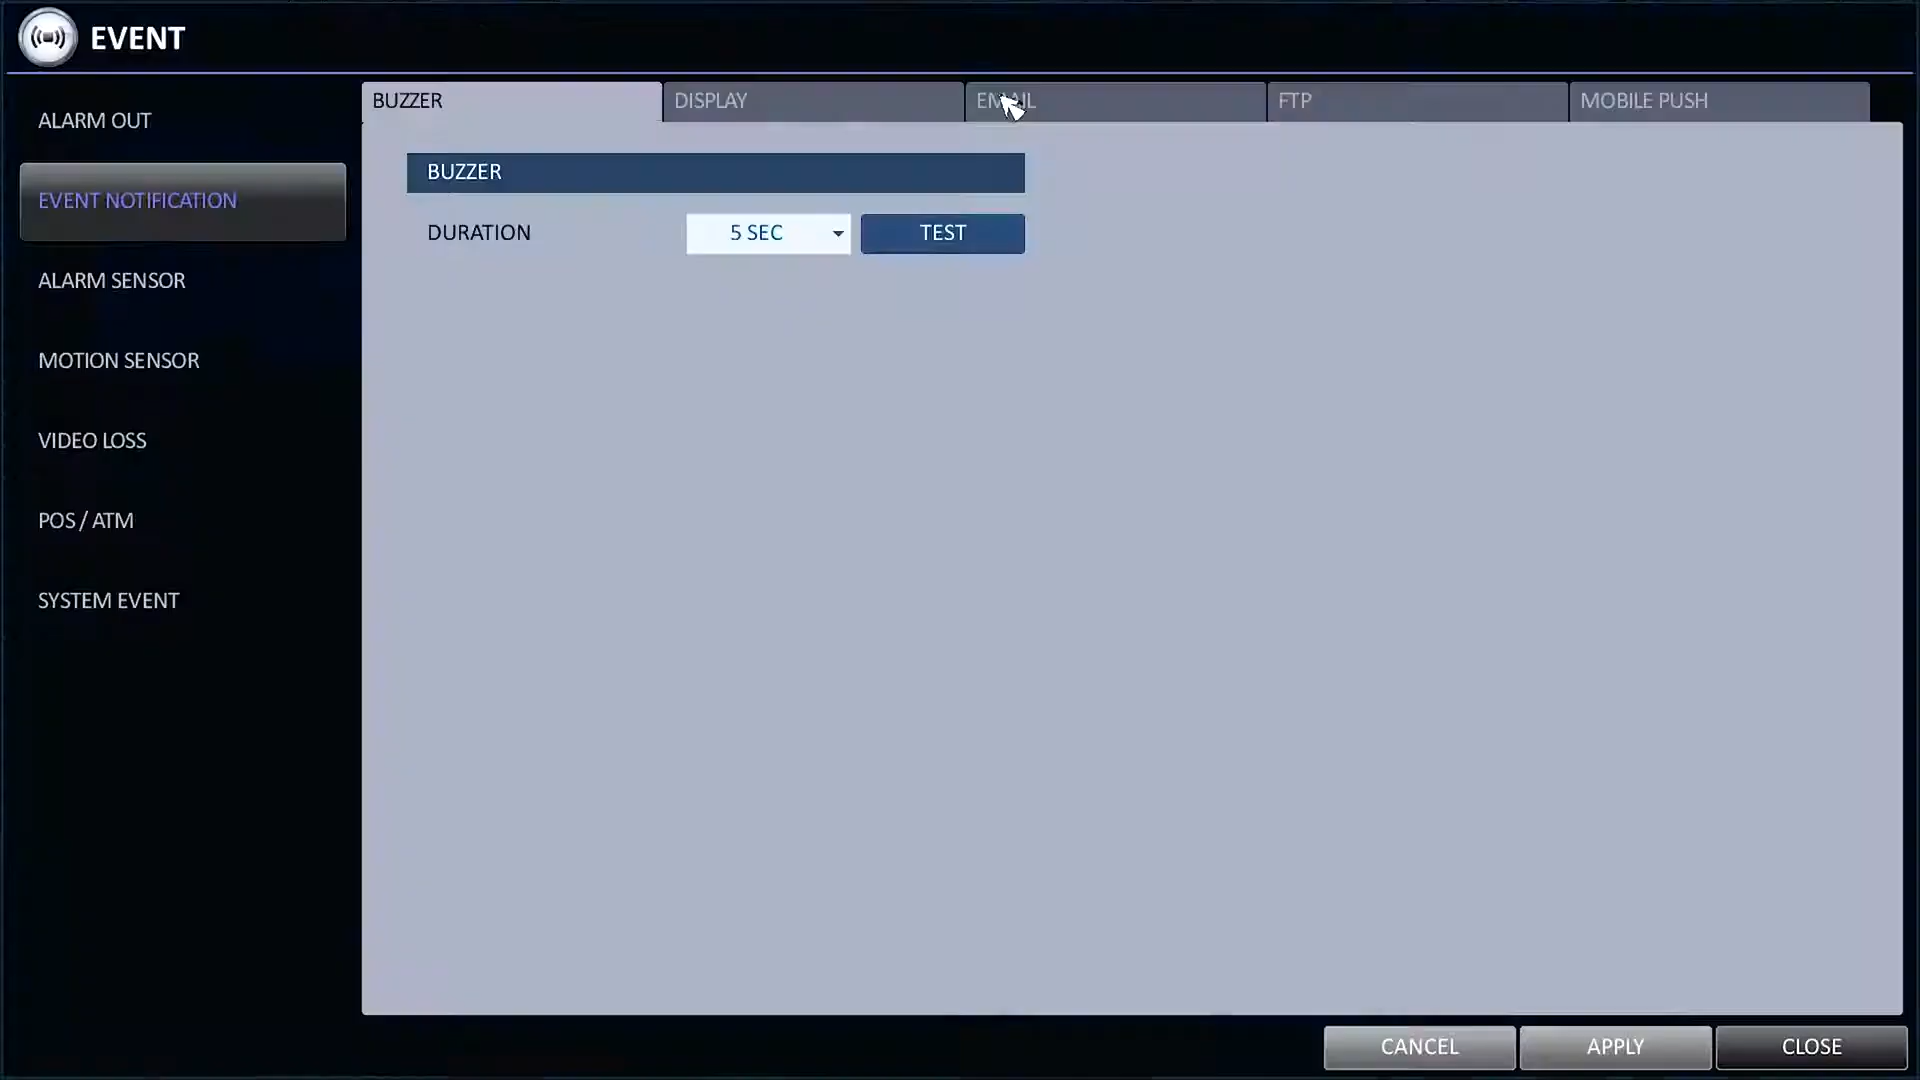 EVENT
BUZZER
DISPLAY
EMAIL
FTP
MOBILE PUSH
ALARM OUT
EVENT NOTIFICATION
ALARM SENSOR
MOTION SENSOR
VIDEO LOSS
POS / ATM
SYSTEM EVENT
BUZZER
DURATION 5 SEC TEST
CANCEL
APPLY
CLOSE